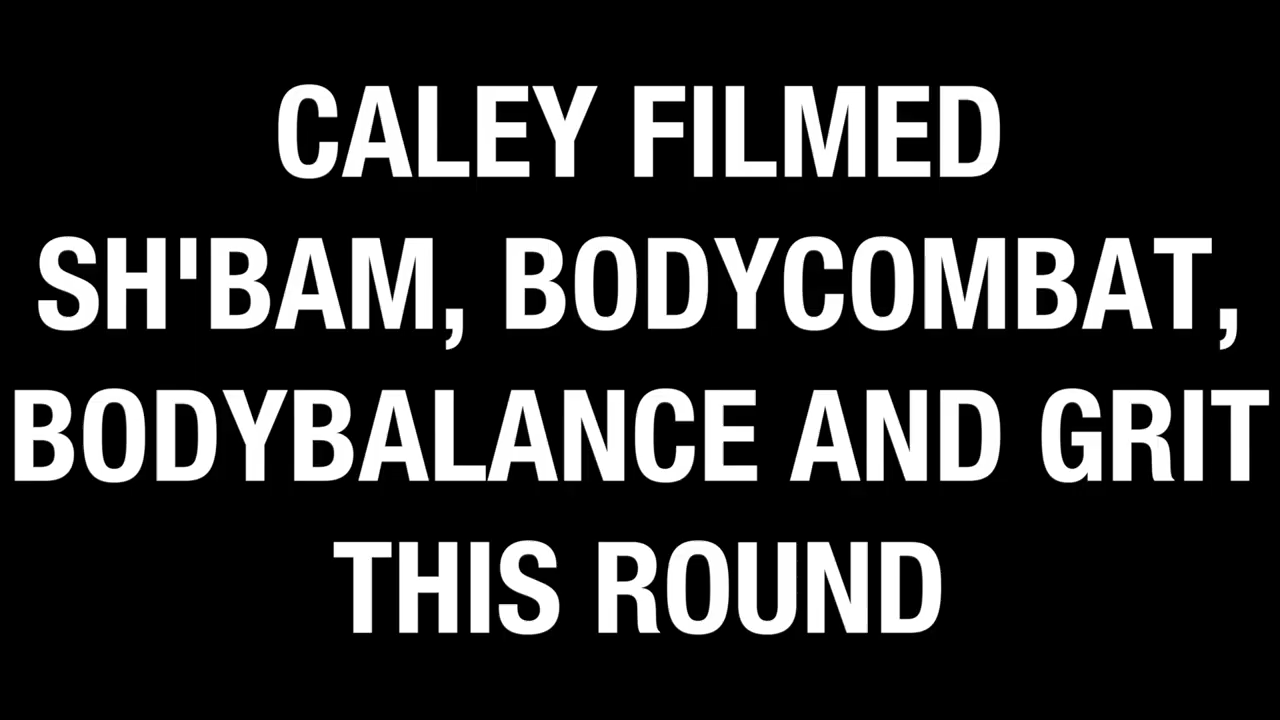 CALEY FILMED
SH'BAM, BODYCOMBAT,
BODYBALANCE AND GRIT
THIS ROUND